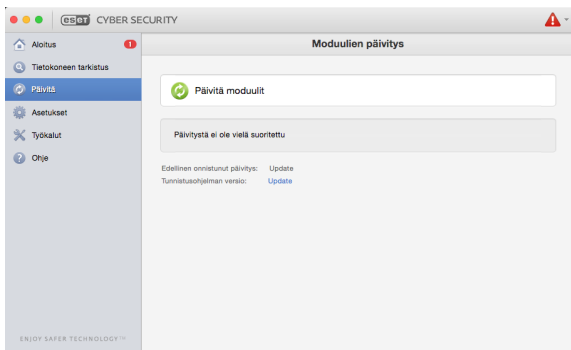 eset CYBER SECURITY
Aloitus 1
Tietokoneen tarkistus
Päivitä
Asetukset
Työkalut
Ohje
ENJOY SAFER TECHNOLOGY™
Moduulien päivitys
Päivitä moduulit
Päivitystä ei ole vielä suoritettu
Edellinen onnistunut päivitys: Update
Tunnistusohjelman versio: Update